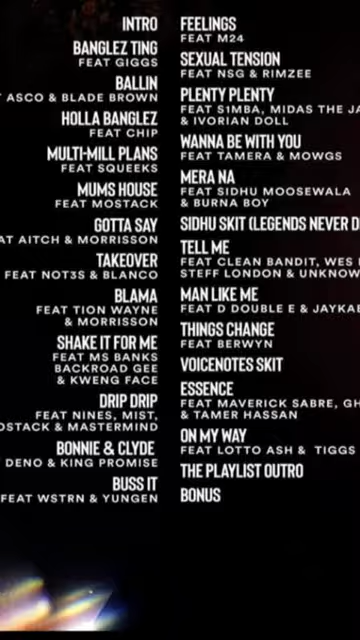 INTRO
BANGLEZ TING
FEAT GIGGS
BALLIN
ASCO & BLADE BROWN
HOLLA BANGLEZ
FEAT CHIP
MULTI-MILL PLANS
FEAT SQUEEKS
MUMS HOUSE
FEAT MOSTACK
GOTTA SAY
AT AITCH & MORRISSON
TAKEOVER
FEAT NOT3S & BLANCO
BLAMA
FEAT TION WAYNE
& MORRISSON
SHAKE IT FOR ME
FEAT MS BANKS
BACKROAD GEE
& KWENG FACE
DRIP DRIP
FEAT NINES, MIST,
OSTACK & MASTERMIND
BONNIE & CLYDE
DENO & KING PROMISE
BUSS IT
FEAT WSTRN & YUNGEN
FEELINGS
FEAT M24
SEXUAL TENSION
FEAT NSG & RIMZEE
PLENTY PLENTY
FEAT S1MBA, MIDAS THE JA
& IVORIAN DOLL
WANNA BE WITH YOU
FEAT TAMERA & MOWGS
MERA NA
FEAT SIDHU MOOSEWALA
& BURNA BOY
SIDHU SKIT (LEGENDS NEVER D
TELL ME
FEAT CLEAN BANDIT, WES
STEFF LONDON & UNKNOW
MAN LIKE ME
FEAT D DOUBLE E & JAYKAE
THINGS CHANGE
FEAT BERWYN
VOICENOTES SKIT
ESSENCE
FEAT MAVERICK SABRE, GH
& TAMER HASSAN
ON MY WAY
FEAT LOTTO ASH & TIGGS
THE PLAYLIST OUTRO
BONUS